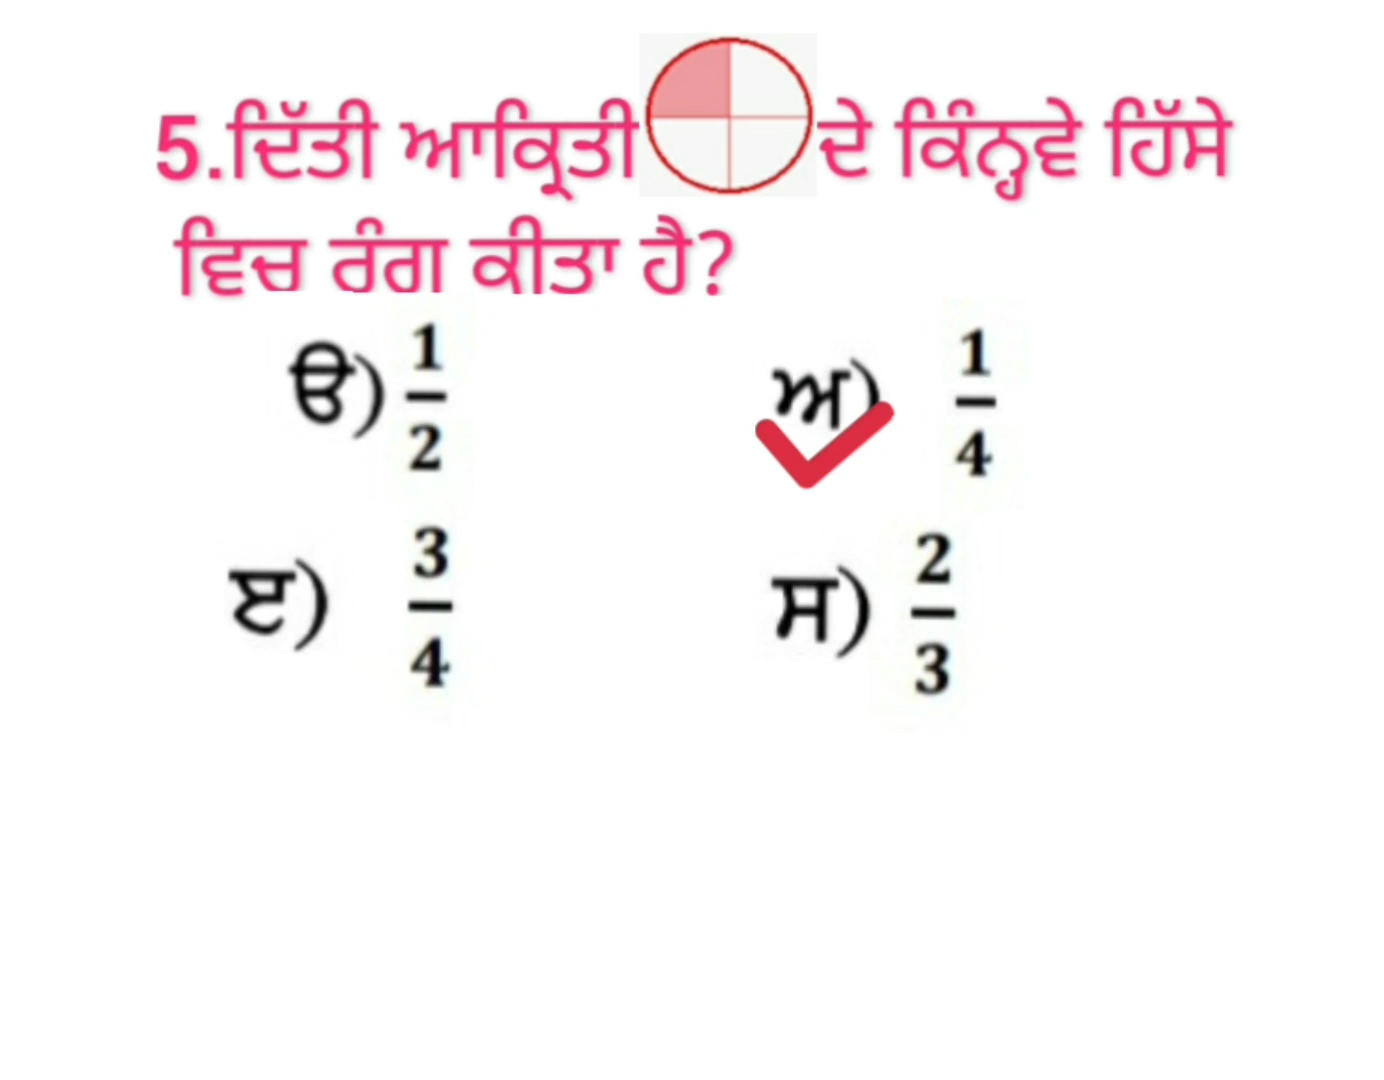 5.ਦਿੱਤੀ ਆਕ੍ਰਿਤੀ ਦੇ ਕਿੰਨ੍ਹਵੇ ਹਿੱਸੇ
ਵਿਚ ਰੰਗ ਕੀਤਾ ਹੈ?
ੳ) 1/2 ਅ) 1/4
ੲ) 3/4 ਸ) 2/3